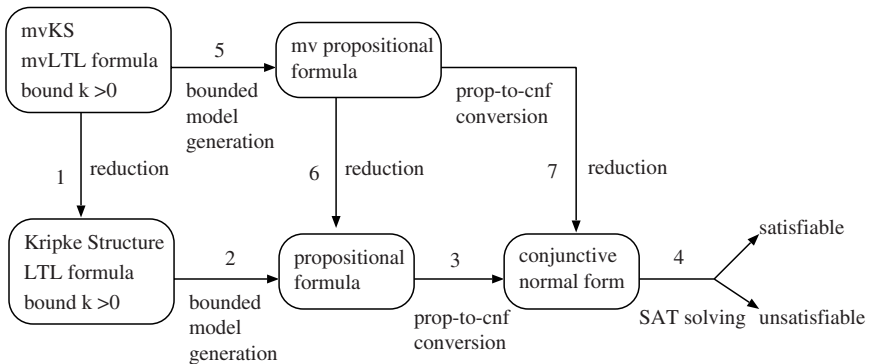 mvKS
mvLTL formula
bound k >0
5
bounded
model
generation
mv propositional
formula
prop-to-cnf
conversion
1
reduction
6
reduction
7
reduction
Kripke Structure
LTL formula
bound k >0
2
bounded
model
generation
propositional
formula
3
prop-to-cnf
conversion
conjunctive
normal form
4
SAT solving
satisfiable
unsatisfiable